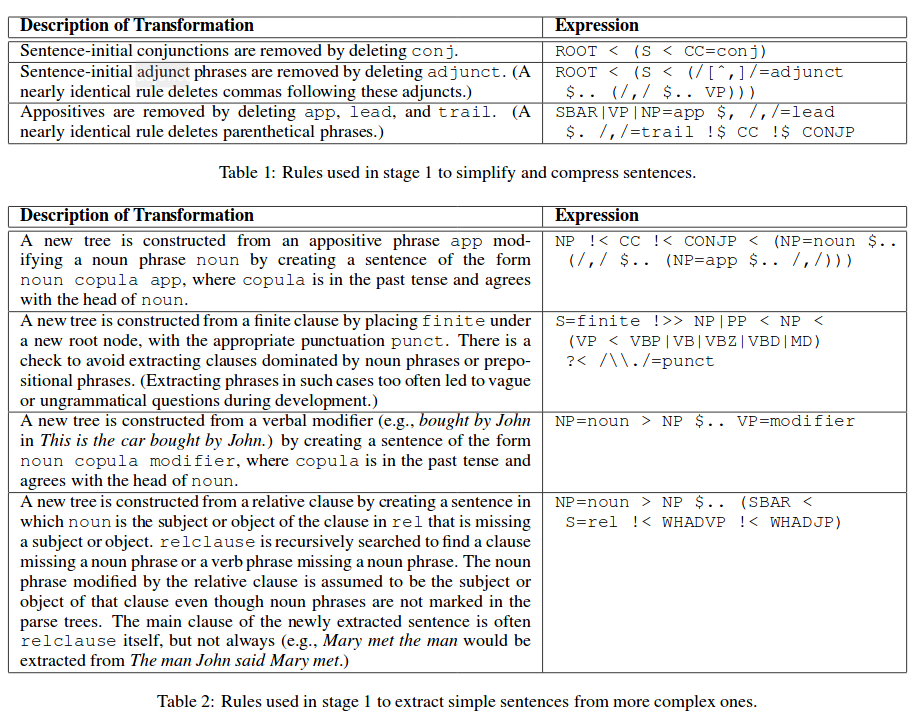 Description of Transformation Expression
Sentence-initial conjunctions are removed by deleting conj. ROOT < (S < CC=conj)
Sentence-initial adjunct phrases are removed by deleting adjunct. (A ROOT < (S < (/[^,]/=adjunct
nearly identical rule deletes commas following these adjuncts.) $.. (/,/ $.. VP)))
Appositives are removed by deleting app, lead, and trail. (A SBAR|VP|NP=app $, /,/=lead
nearly identical rule deletes parenthetical phrases.) $. /,/=trail !$ CC !$ CONJP
Table 1: Rules used in stage 1 to simplify and compress sentences.
Description of Transformation Expression
A new tree is constructed from an appositive phrase app mod- NP !< CC !< CONJP < (NP=noun $..
ifying a noun phrase noun by creating a sentence of the form (/,/ $.. (NP=app $.. /,/)))
noun copula app, where copula is in the past tense and agrees
with the head of noun.
A new tree is constructed from a finite clause by placing finite under S=finite !>> NP|PP < NP <
a new root node, with the appropriate punctuation punct. There is a (VP < VBP|VB|VBZ|VBD|MD)
check to avoid extracting clauses dominated by noun phrases or prepo- ?< /\\./=punct
sitional phrases. (Extracting phrases in such cases too often led to vague
or ungrammatical questions during development.)
A new tree is constructed from a verbal modifier (e.g., bought by John NP=noun > NP $.. VP=modifier
in This is the car bought by John.) by creating a sentence of the form
noun copula modifier, where copula is in the past tense and
agrees with the head of noun.
A new tree is constructed from a relative clause by creating a sentence in NP=noun > NP $.. (SBAR <
which noun is the subject or object of the clause in rel that is missing S=rel !< WHADVP !< WHADJP)
a subject or object. relclause is recursively searched to find a clause
missing a noun phrase or a verb phrase missing a noun phrase. The noun
phrase modified by the relative clause is assumed to be the subject or
object of that clause even though noun phrases are not marked in the
parse trees. The main clause of the newly extracted sentence is often
relclause itself, but not always (e.g., Mary met the man would be
extracted from The man John said Mary met.)
Table 2: Rules used in stage 1 to extract simple sentences from more complex ones.